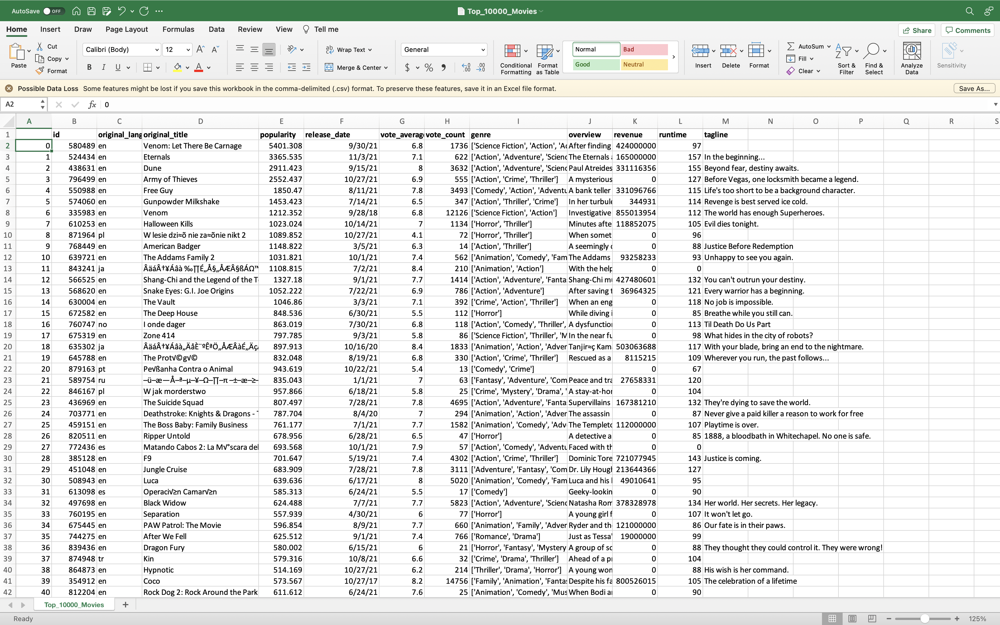 AutoSave OFF Top_10000_Movies
Home Insert Draw Page Layout Formulas Data Review View Tell me Share Comments
Paste Cut Copy Format Calibri (Body) 12 Wrap Text Merge & Center General Conditional Formatting Format as Table Normal Bad Good Neutral Insert Delete Format AutoSum Fill Clear Sort & Filter Find & Select Analyze Data Sensitivity
Possible Data Loss Some features might be lost if you save this workbook in the comma-delimited (.csv) format. To preserve these features, save it in an Excel file format. Save As...
A2 fx 0
A B C D E F G H I J K L M N O P Q R S
1 id original_lang original_title popularity release_date vote_average vote_count genre overview revenue runtime tagline
2 0 580489 en Venom: Let There Be Carnage 5401.308 9/30/21 6.8 1736 ['Science Fiction', 'Action', 'Ad After finding 424000000 97
3 1 524434 en Eternals 3365.535 11/3/21 7.1 622 ['Action', 'Adventure', 'Scienc The Eternals 165000000 157 In the beginning...
4 2 438631 en Dune 2911.423 9/15/21 8 3632 ['Action', 'Adventure', 'Scienc Paul Atreides 331116356 155 Beyond fear, destiny awaits.
5 3 796499 en Army of Thieves 2552.437 10/27/21 6.9 555 ['Action', 'Crime', 'Thriller'] A mysterious 0 127 Before Vegas, one locksmith became a legend.
6 4 550988 en Free Guy 1850.47 8/11/21 7.8 3493 ['Comedy', 'Action', 'Adventu A bank teller 331096766 115 Life's too short to be a background character.
7 5 574060 en Gunpowder Milkshake 1453.423 7/14/21 6.5 347 ['Action', 'Thriller', 'Crime'] In her turbule 344931 114 Revenge is best served ice cold.
8 6 335983 en Venom 1212.352 9/28/18 6.8 12126 ['Science Fiction', 'Action'] Investigative 855013954 112 The world has enough Superheroes.
9 7 610253 en Halloween Kills 1023.024 10/14/21 7 1134 ['Horror', 'Thriller'] Minutes afte 118852075 105 Evil dies tonight.
10 8 871964 pl W lesie dzi≈õ nie za≈õnie nikt 2 1089.852 10/27/21 4.1 72 ['Horror', 'Thriller'] When somet 0 96
11 9 768449 en American Badger 1148.822 3/5/21 6.3 14 ['Action', 'Thriller'] A seemingly 0 88 Justice Before Redemption
12 10 639721 en The Addams Family 2 1031.821 10/1/21 7.4 562 ['Animation', 'Comedy', 'Fam The Addams 93258233 93 Unhappy to see you again.
13 11 843241 ja 1108.815 7/2/21 8.4 210 ['Animation', 'Action'] With the help 0 0
14 12 566525 en Shang-Chi and the Legend of the T 1327.18 9/1/21 7.7 1414 ['Action', 'Adventure', 'Fanta Shang-Chi mu 427480601 132 You can't outrun your destiny.
15 13 568620 en Snake Eyes: G.I. Joe Origins 1052.222 7/22/21 6.9 786 ['Action', 'Adventure'] After saving t 36964325 121 Every warrior has a beginning.
16 14 630004 en The Vault 1046.86 3/3/21 7.1 392 ['Crime', 'Action', 'Thriller'] When an eng 0 118 No job is impossible.
17 15 672582 en The Deep House 848.536 6/30/21 5.5 112 ['Horror'] While diving i 0 85 Breathe while you still can.
18 16 760747 no I onde dager 863.019 7/30/21 6.8 118 ['Action', 'Comedy', 'Thriller', A dysfunction 0 113 Til Death Do Us Part
19 17 675319 en Zone 414 797.785 9/3/21 5.8 86 ['Science Fiction', 'Thriller', 'M In the near fu 0 98 What hides in the city of robots?
20 18 635302 ja 897.913 10/16/20 8.4 1833 ['Animation', 'Action', 'Adver Tanjir≈ç Kam 503063688 117 With your blade, bring an end to the nightmare.
21 19 645788 en The Prot√©g√© 832.048 8/19/21 6.8 330 ['Action', 'Crime', 'Thriller'] Rescued as a 8115215 109 Wherever you run, the past follows...
22 20 879163 pt Pe√ßanha Contra o Animal 943.619 10/22/21 5.4 13 ['Comedy', 'Crime'] 0 67
23 21 589754 ru 835.043 1/1/21 7 63 ['Fantasy', 'Adventure', 'Com Peace and tra 27658331 120
24 22 846167 pl W jak morderstwo 957.866 6/18/21 5.8 25 ['Crime', 'Mystery', 'Drama', ' A stay-at-hor 0 104
25 23 436969 en The Suicide Squad 807.497 7/28/21 7.8 4695 ['Action', 'Adventure', 'Fanta Supervillains 167381210 132 They're dying to save the world.
26 24 703771 en Deathstroke: Knights & Dragons - T 787.704 8/4/20 7 294 ['Animation', 'Action', 'Adver The assassin 0 87 Never give a paid killer a reason to work for free
27 25 459151 en The Boss Baby: Family Business 761.177 7/1/21 7.7 1582 ['Animation', 'Comedy', 'Adv The Templeto 112000000 107 Playtime is over.
28 26 820511 en Ripper Untold 678.956 6/28/21 6.5 47 ['Horror'] A detective a 0 85 1888, a bloodbath in Whitechapel. No one is safe.
29 27 772436 es Matando Cabos 2: La M√°scara del 693.568 10/1/21 7.9 57 ['Action', 'Comedy', 'Adventu Faced with th 0 0
30 28 385128 en F9 701.647 5/19/21 7.4 4302 ['Action', 'Crime', 'Thriller'] Dominic Tore 721077945 143 Justice is coming.
31 29 451048 en Jungle Cruise 683.909 7/28/21 7.8 3111 ['Adventure', 'Fantasy', 'Com Dr. Lily Hough 213644366 127
32 30 508943 en Luca 639.636 6/17/21 8 5020 ['Animation', 'Comedy', 'Fam Luca and his 49010641 95
33 31 613098 es Operaci√≥n Camar√≥n 585.313 6/24/21 5.5 17 ['Comedy'] Geeky-lookin 0 90
34 32 497698 en Black Widow 624.488 7/7/21 7.7 5823 ['Action', 'Adventure', 'Scienc Natasha Rom 378328978 134 Her world. Her secrets. Her legacy.
35 33 760195 en Separation 557.939 4/30/21 6 77 ['Horror'] A young girl f 0 107 It won't let go.
36 34 675445 en PAW Patrol: The Movie 596.854 8/9/21 7.7 660 ['Animation', 'Family', 'Adver Ryder and th 121000000 86 Our fate is in their paws.
37 35 744275 en After We Fell 625.512 9/1/21 7.4 766 ['Romance', 'Drama'] Just as Tessa' 19000000 99
38 36 839436 en Dragon Fury 580.002 6/15/21 6 21 ['Horror', 'Fantasy', 'Mystery A group of sc 0 88 They thought they could control it. They were wrong!
39 37 874948 tr Kin 579.316 10/8/21 6.6 32 ['Crime', 'Drama', 'Thriller'] Ahead of a pr 0 104
40 38 864873 en Hypnotic 514.169 10/27/21 6.2 214 ['Thriller', 'Drama', 'Horror'] A young won 0 88 His wish is her command.
41 39 354912 en Coco 573.567 10/27/17 8.2 14756 ['Family', 'Animation', 'Fanta Despite his fa 800526015 105 The celebration of a lifetime
42 40 812204 en Rock Dog 2: Rock Around the Park 611.612 6/24/21 7.6 25 ['Animation', 'Comedy', 'Mus When Bodi a 0 90
Top_10000_Movies
Ready 125%